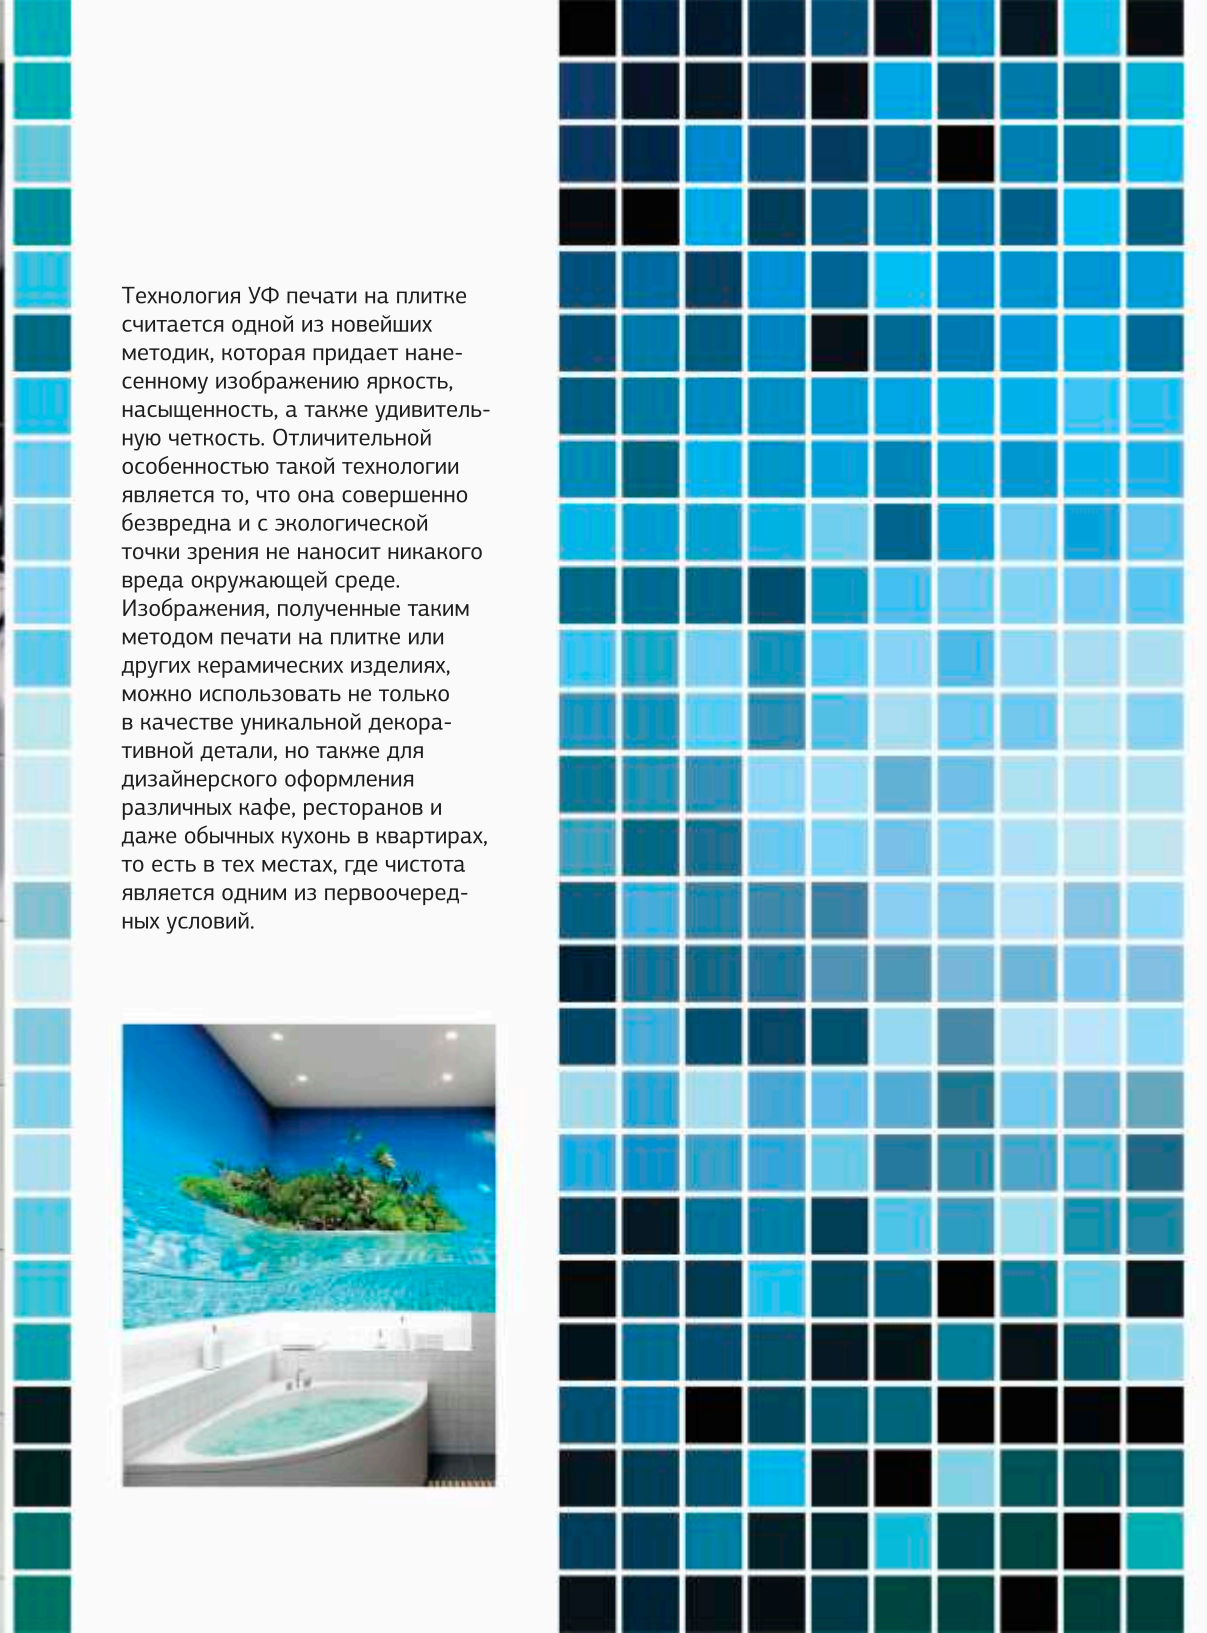 Технология УФ печати на плитке
считается одной из новейших
методик, которая придает нане-
сенному изображению яркость,
насыщенность, а также удивитель-
ную четкость. Отличительной
особенностью такой технологии
является то, что она совершенно
безвредна и с экологической
точки зрения не наносит никакого
вреда окружающей среде.
Изображения, полученные таким
методом печати на плитке или
других керамических изделиях,
можно использовать не только
в качестве уникальной декора-
тивной детали, но также для
дизайнерского оформления
различных кафе, ресторанов и
даже обычных кухонь в квартирах,
то есть в тех местах, где чистота
является одним из первоочеред-
ных условий.